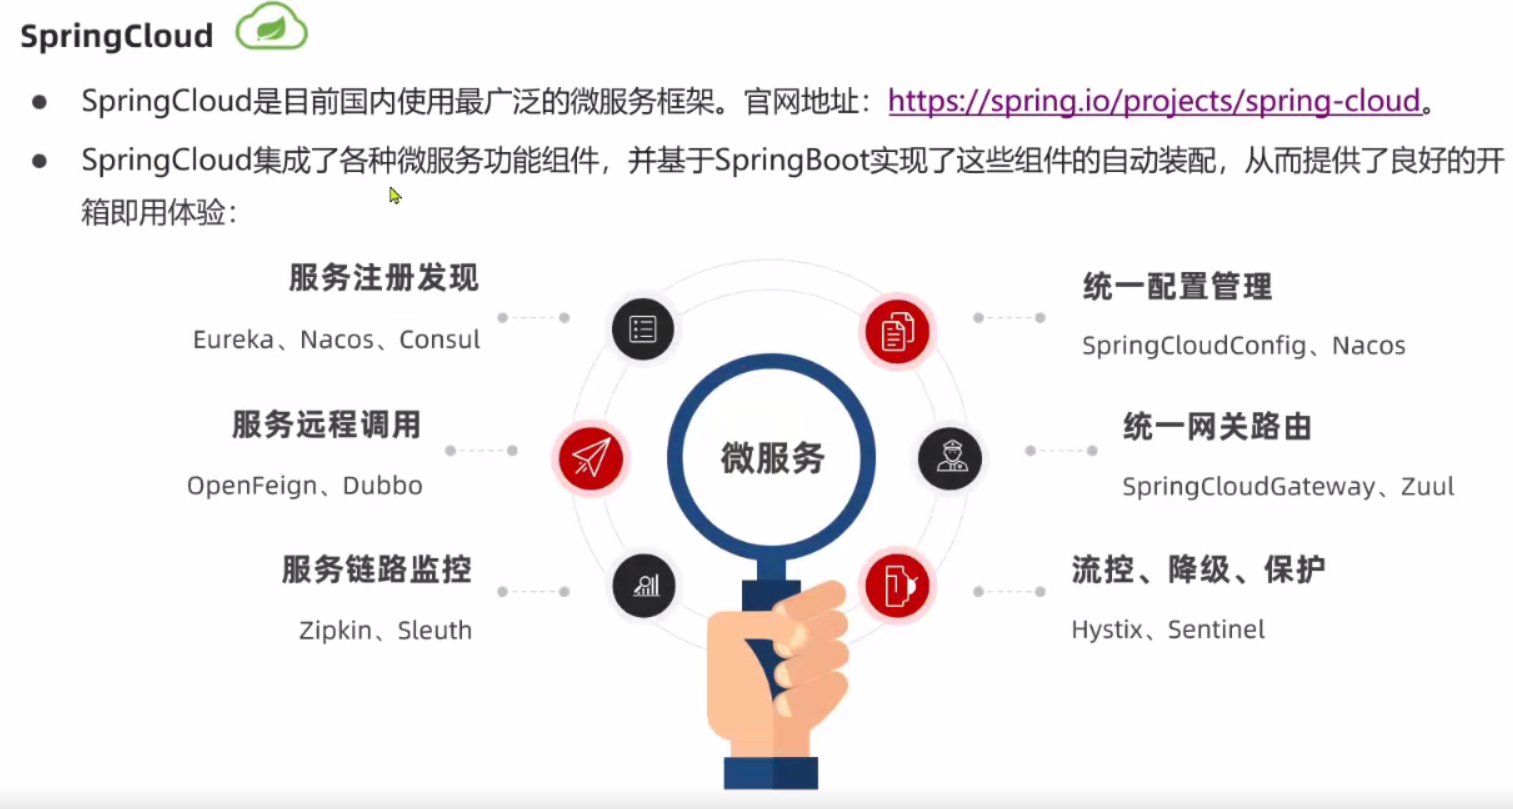 SpringCloud
SpringCloud是目前国内使用最广泛的微服务框架。官网地址：https://spring.io/projects/spring-cloud。
SpringCloud集成了各种微服务功能组件，并基于SpringBoot实现了这些组件的自动装配，从而提供了良好的开
箱即用体验：
服务注册发现
Eureka、Nacos、Consul
统一配置管理
SpringCloudConfig、Nacos
服务远程调用
OpenFeign、Dubbo
微服务
统一网关路由
SpringCloudGateway、Zuul
服务链路监控
Zipkin、Sleuth
流控、降级、保护
Hystix、Sentinel